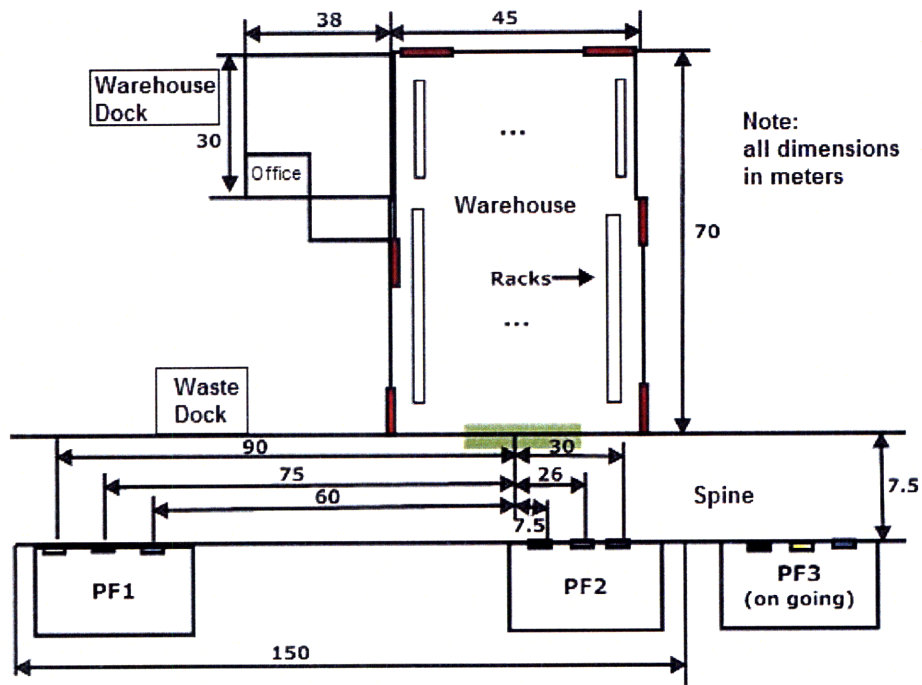 38
45
Warehouse
Dock
30
Office
...
Warehouse
Note:
all dimensions
in meters
70
Racks
...
Waste
Dock
90
30
75
26
60
7.5
Spine
7.5
PF1
PF2
PF3
(on going)
150